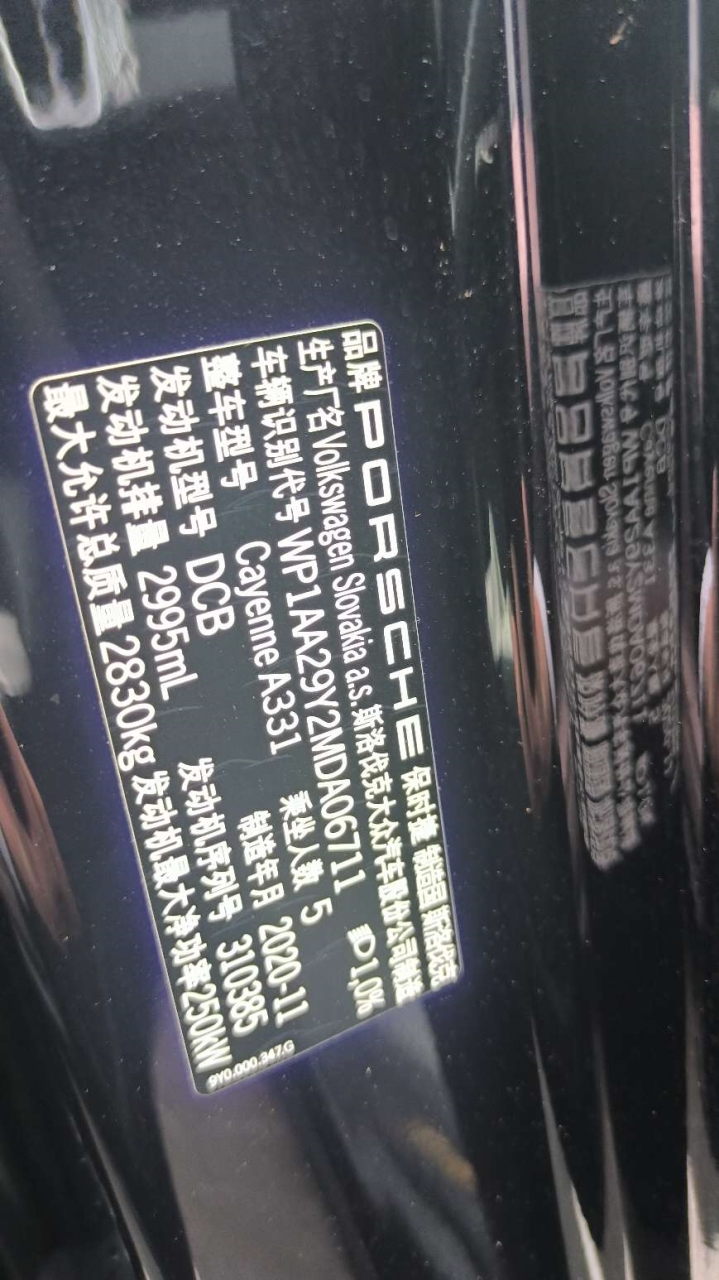 品牌 PORSCHE 保时捷 制造国 斯洛伐克
生产厂名 Volkswagen Slovakia a.s. 斯洛伐克大众汽车股份公司制造
车辆识别代号 WP1AA29Y2MDA06711 1,0%
整车型号 Cayenne A331 乘坐人数 5
发动机型号 DCB 制造年月 2020-11
发动机排量 2995mL 发动机序列号 310385
最大允许总质量 2830kg 发动机最大净功率 250kW
9Y0.000.347.G